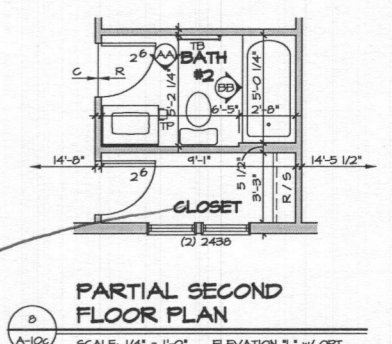 TB
2⁶
AA
BATH
#2
C
R
5'-2 1/4"
BB
5'-0 1/4"
6'-5"
2'-8"
TP
14'-8"
9'-1"
14'-5 1/2"
2⁶
5 1/2"
3'-3"
R/S
CLOSET
(2) 2438
PARTIAL SECOND
FLOOR PLAN
8
A-10c
SCALE: 1/4" = 1'-0" ELEVATION "L" w/ OPT.